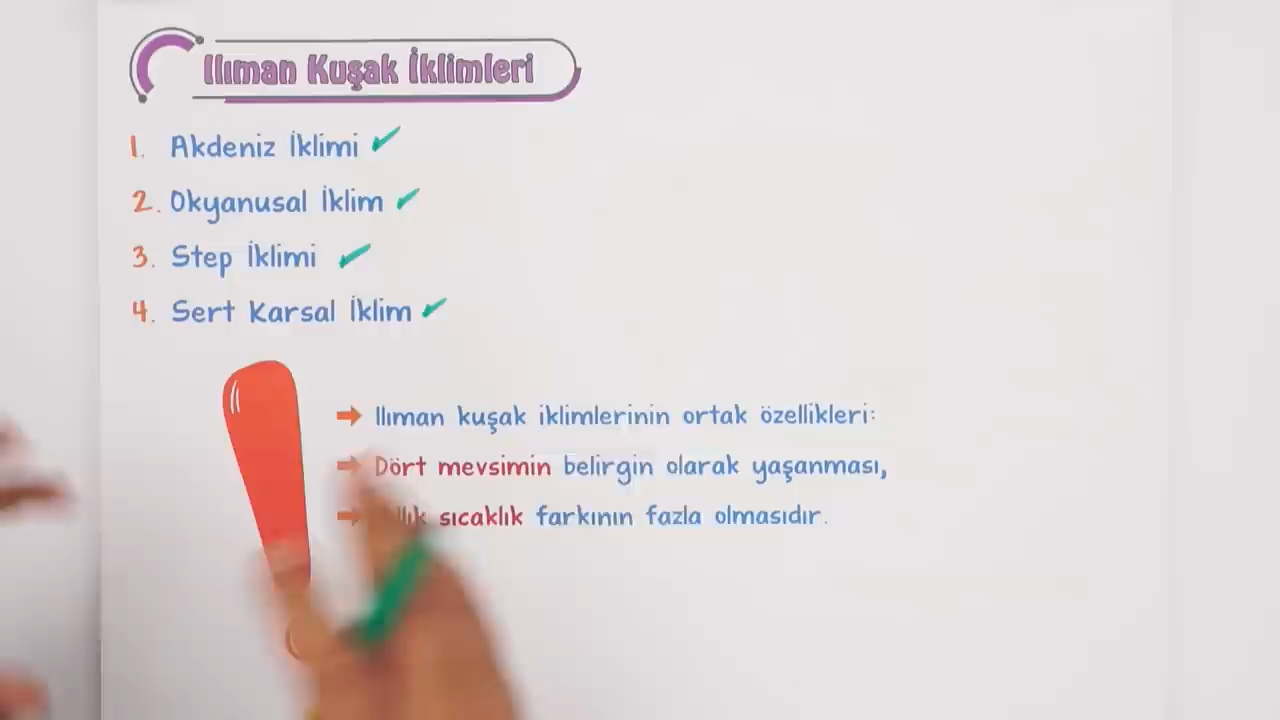 Ilıman Kuşak İklimleri
1. Akdeniz İklimi
2. Okyanusal İklim
3. Step İklimi
4. Sert Karsal İklim
Ilıman kuşak iklimlerinin ortak özellikleri:
Dört mevsimin belirgin olarak yaşanması,
sıcaklık farkının fazla olmasıdır.